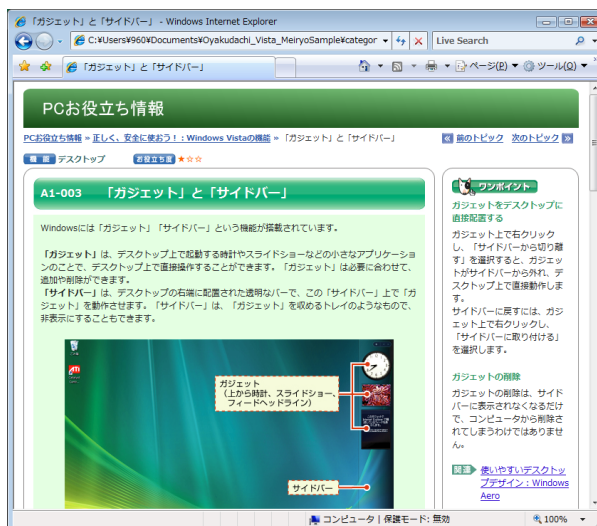 「ガジェット」と「サイドバー」 - Windows Internet Explorer
C:¥Users¥960¥Documents¥Oyakudachi_Vista_MeiryoSample¥categor
Live Search
「ガジェット」と「サイドバー」
ページ(P)
ツール(O)
PCお役立ち情報
PCお役立ち情報 » 正しく、安全に使おう！：Windows Vistaの機能 » 「ガジェット」と「サイドバー」
前のトピック 次のトピック
機 能 デスクトップ お役立ち度 ★☆☆
A1-003 「ガジェット」と「サイドバー」
Windowsには「ガジェット」「サイドバー」という機能が搭載されています。
「ガジェット」は、デスクトップ上で起動する時計やスライドショーなどの小さなアプリケーショ
ンのことで、デスクトップ上で直接操作することができます。「ガジェット」は必要に合わせて、
追加や削除ができます。
「サイドバー」は、デスクトップの右端に配置された透明なバーで、この「サイドバー」上で「ガ
ジェット」を動作させます。「サイドバー」は、「ガジェット」を収めるトレイのようなもので、
非表示にすることもできます。
ガジェット
（上から時計、スライドショー、
フィードヘッドライン）
サイドバー
ワンポイント
ガジェットをデスクトップに
直接配置する
ガジェット上で右クリック
し、「サイドバーから切り離
す」を選択すると、ガジェッ
トがサイドバーから外れ、デ
スクトップ上で直接動作しま
す。
サイドバーに戻すには、ガジ
ェット上で右クリックし、
「サイドバーに取り付ける」
を選択します。
ガジェットの削除
ガジェットの削除は、サイド
バーに表示されなくなるだけ
で、コンピュータから削除さ
れてしまうわけではありませ
ん。
関連 使いやすいデスクトッ
プデザイン：Windows
Aero
コンピュータ | 保護モード: 無効
100%